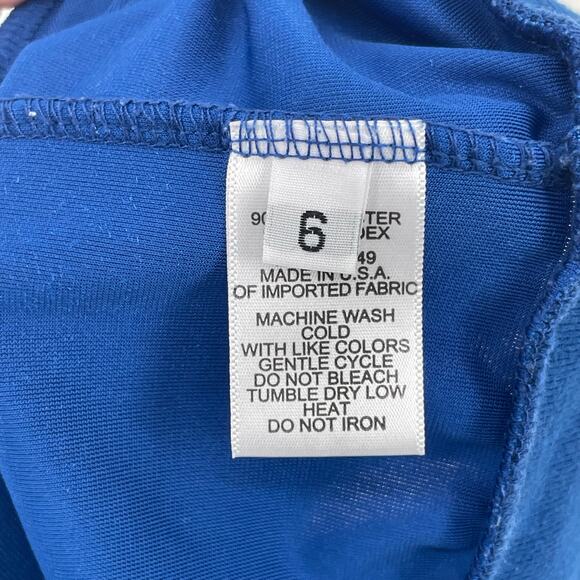 6
MADE IN U.S.A.
OF IMPORTED FABRIC
MACHINE WASH
COLD
WITH LIKE COLORS
GENTLE CYCLE
DO NOT BLEACH
TUMBLE DRY LOW
HEAT
DO NOT IRON